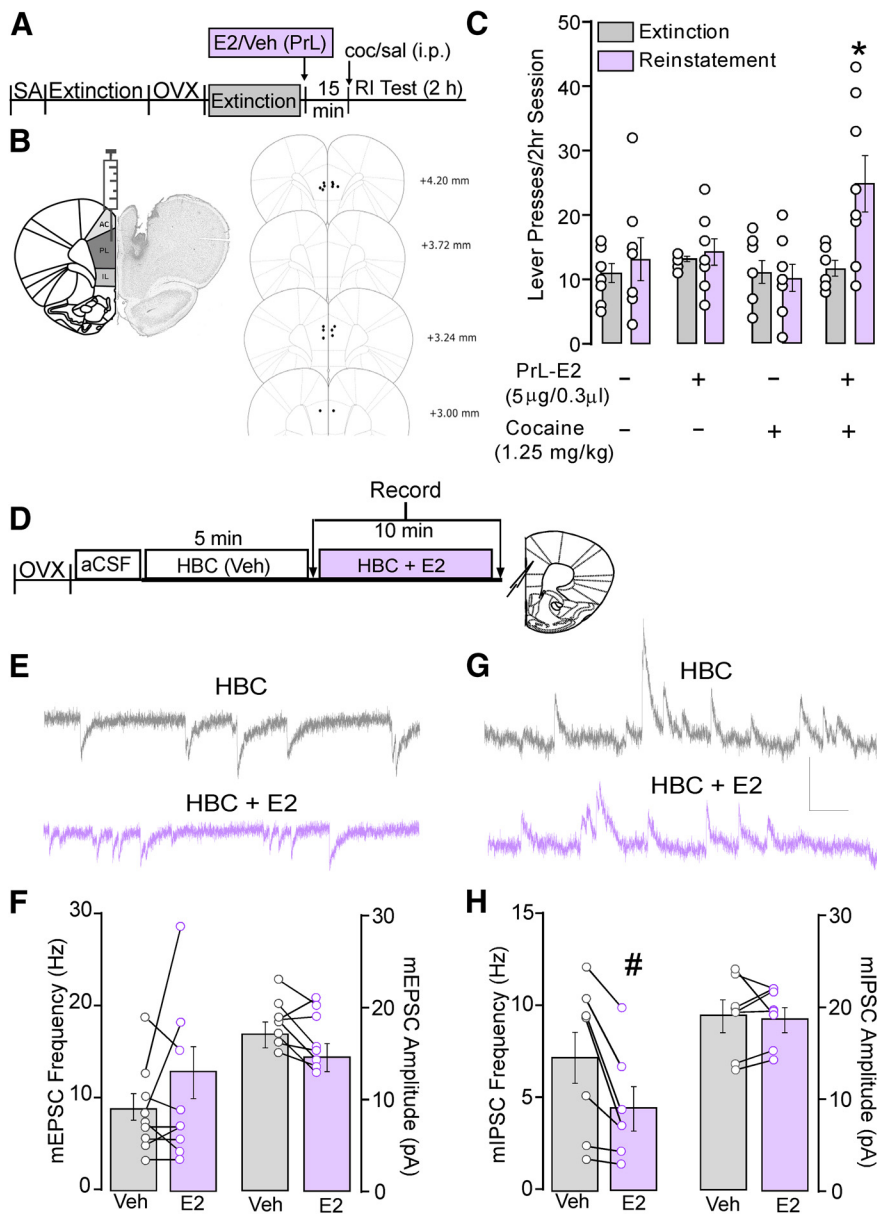 A
E2/Veh (PrL)
coc/sal (i.p.)
SA
Extinction
OVX
Extinction
15
min
RI Test (2 h)
B
AC
PL
IL
+4.20 mm
+3.72 mm
+3.24 mm
+3.00 mm
C
Extinction
Reinstatement
*
Lever Presses/2hr Session
50
40
30
20
10
0
PrL-E2
(5μg/0.3μl)
− + − +
Cocaine
(1.25 mg/kg)
− − + +
D
Record
5 min
10 min
OVX
aCSF
HBC (Veh)
HBC + E2
E
HBC
HBC + E2
G
HBC
HBC + E2
F
mEPSC Frequency (Hz)
30
20
10
0
mEPSC Amplitude (pA)
30
20
10
0
Veh
E2
Veh
E2
H
mIPSC Frequency (Hz)
15
10
5
0
#
mIPSC Amplitude (pA)
30
20
10
0
Veh
E2
Veh
E2